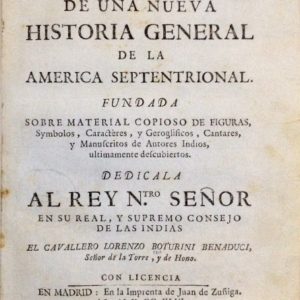 DE UNA NUEVA
HISTORIA GENERAL
DE LA
AMERICA SEPTENTRIONAL.
FUNDADA
SOBRE MATERIAL COPIOSO DE FIGURAS,
Symbolos, Caractères, y Geroglificos, Cantares,
y Manuscritos de Autores Indios,
ultimamente descubiertos.
DEDICALA
AL REY N.TRO SEÑOR
EN SU REAL, Y SUPREMO CONSEJO
DE LAS INDIAS
EL CAVALLERO LORENZO BOTURINI BENADUCI,
Señor de la Torre, y de Hono.
CON LICENCIA
EN MADRID: En la Imprenta de Juan de Zuñiga.